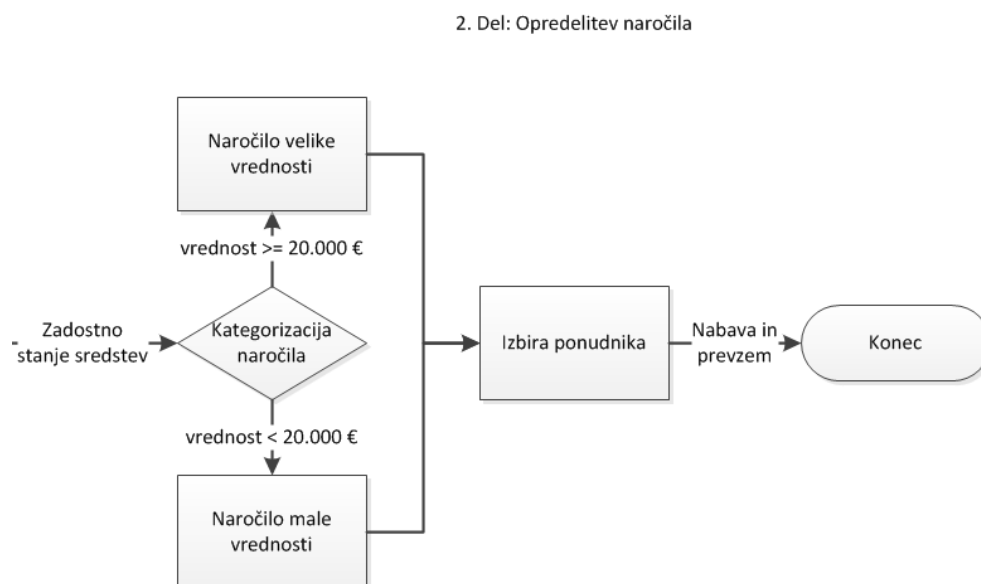 2. Del: Opredelitev naročila
Naročilo velike
vrednosti
vrednost >= 20.000 €
Zadostno
stanje sredstev
Kategorizacija
naročila
Izbira ponudnika
Nabava in
prevzem
Konec
vrednost < 20.000 €
Naročilo male
vrednosti